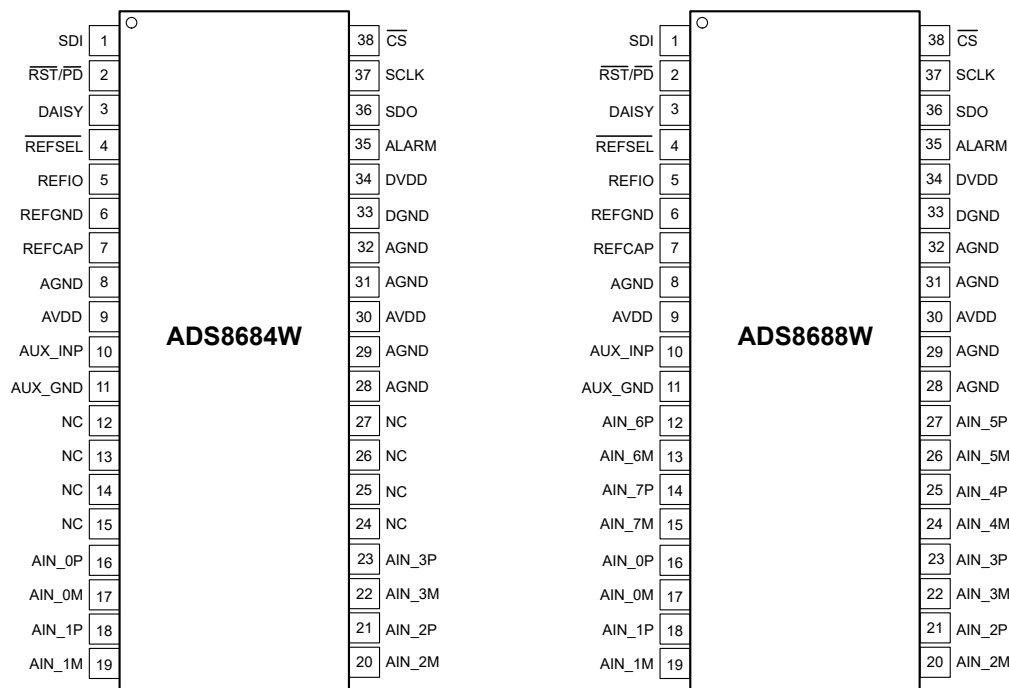 SDI 1 38 CS SDI 1 38 CS
RST/PD 2 37 SCLK RST/PD 2 37 SCLK
DAISY 3 36 SDO DAISY 3 36 SDO
REFSEL 4 35 ALARM REFSEL 4 35 ALARM
REFIO 5 34 DVDD REFIO 5 34 DVDD
REFGND 6 33 DGND REFGND 6 33 DGND
REFCAP 7 32 AGND REFCAP 7 32 AGND
AGND 8 31 AGND AGND 8 31 AGND
AVDD 9 ADS8684W 30 AVDD AVDD 9 ADS8688W 30 AVDD
AUX_INP 10 29 AGND AUX_INP 10 29 AGND
AUX_GND 11 28 AGND AUX_GND 11 28 AGND
NC 12 27 NC AIN_6P 12 27 AIN_5P
NC 13 26 NC AIN_6M 13 26 AIN_5M
NC 14 25 NC AIN_7P 14 25 AIN_4P
NC 15 24 NC AIN_7M 15 24 AIN_4M
AIN_0P 16 23 AIN_3P AIN_0P 16 23 AIN_3P
AIN_0M 17 22 AIN_3M AIN_0M 17 22 AIN_3M
AIN_1P 18 21 AIN_2P AIN_1P 18 21 AIN_2P
AIN_1M 19 20 AIN_2M AIN_1M 19 20 AIN_2M